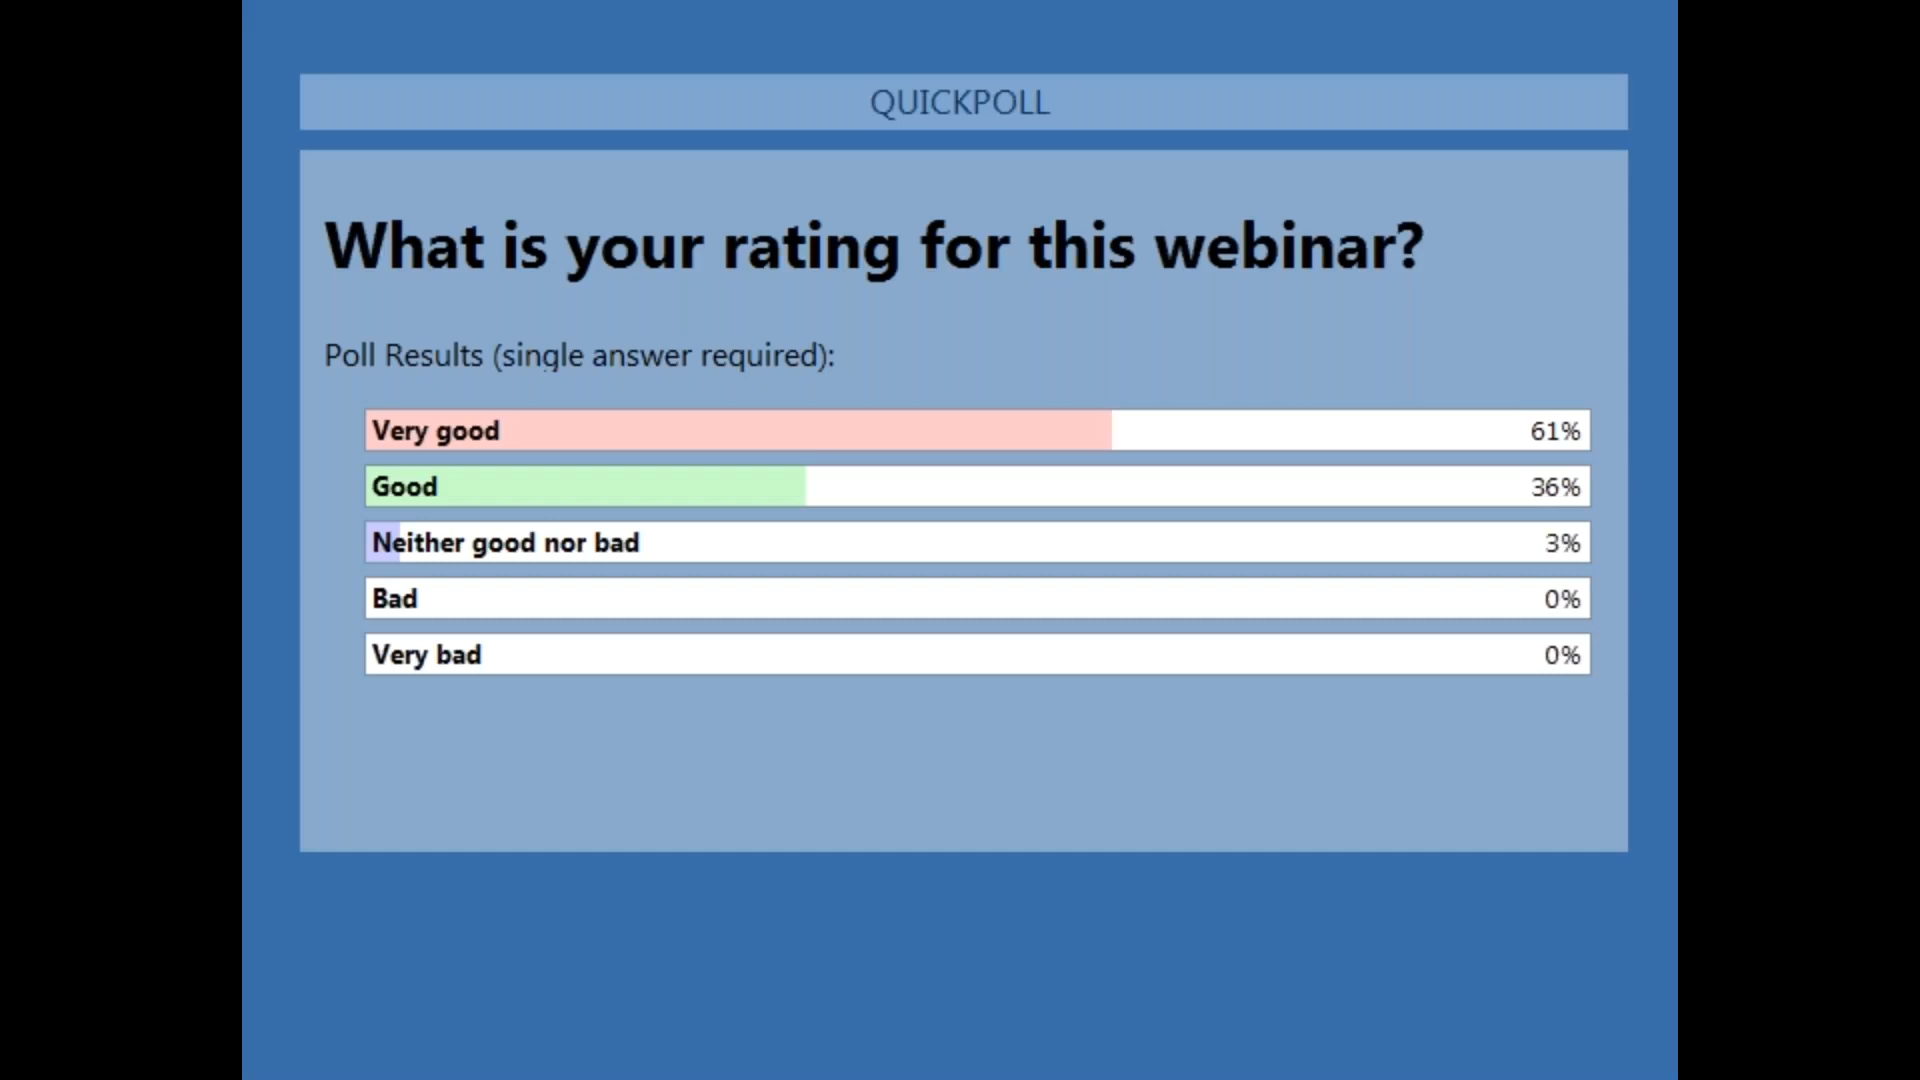 QUICKPOLL
What is your rating for this webinar?
Poll Results (single answer required):
Very good 61%
Good 36%
Neither good nor bad 3%
Bad 0%
Very bad 0%